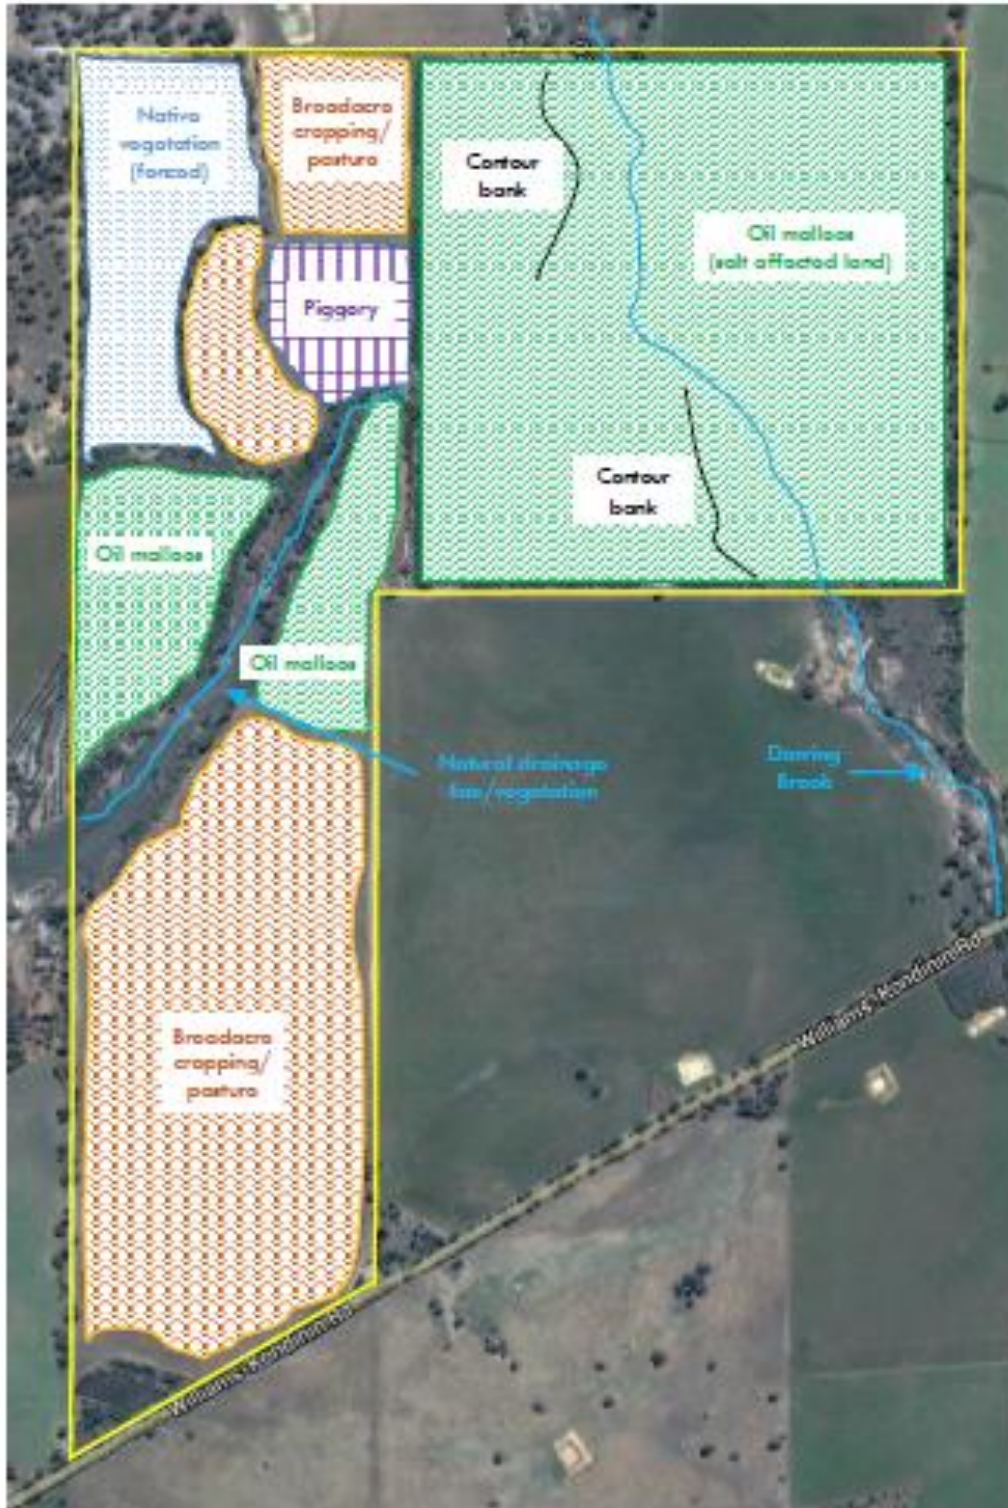 Native
vegetation
(fenced)
Broadacre
cropping/
pasture
Contour
bank
Oil mallees
(salt affected land)
Piggery
Contour
bank
Oil mallees
Oil mallees
Natural drainage
line/vegetation
Brook
Williams-Kondinin Rd
Broadacre
cropping/
pasture
Williams-Kondinin Rd